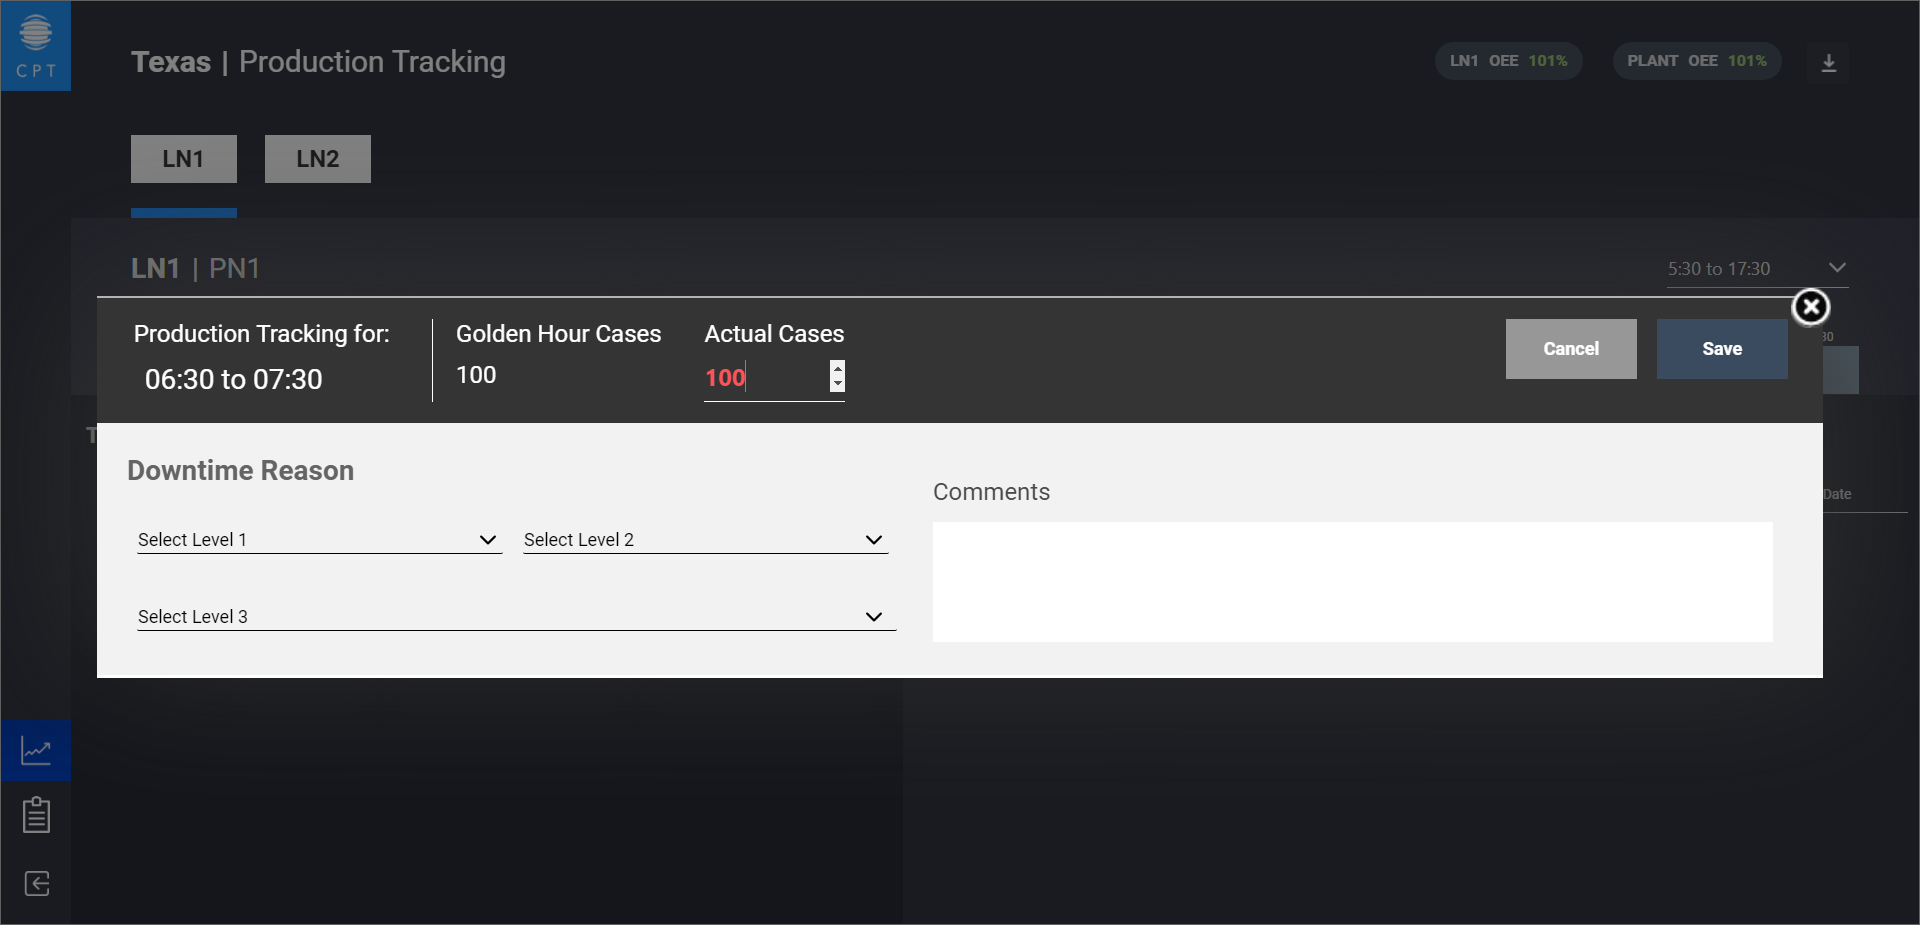 CPT
Texas | Production Tracking
LN1 OEE 101%
PLANT OEE 101%
LN1
LN2
LN1 | PN1
5:30 to 17:30
Production Tracking for:
06:30 to 07:30
Golden Hour Cases
100
Actual Cases
100
Cancel
Save
30
T
Downtime Reason
Comments
Date
Select Level 1
Select Level 2
Select Level 3